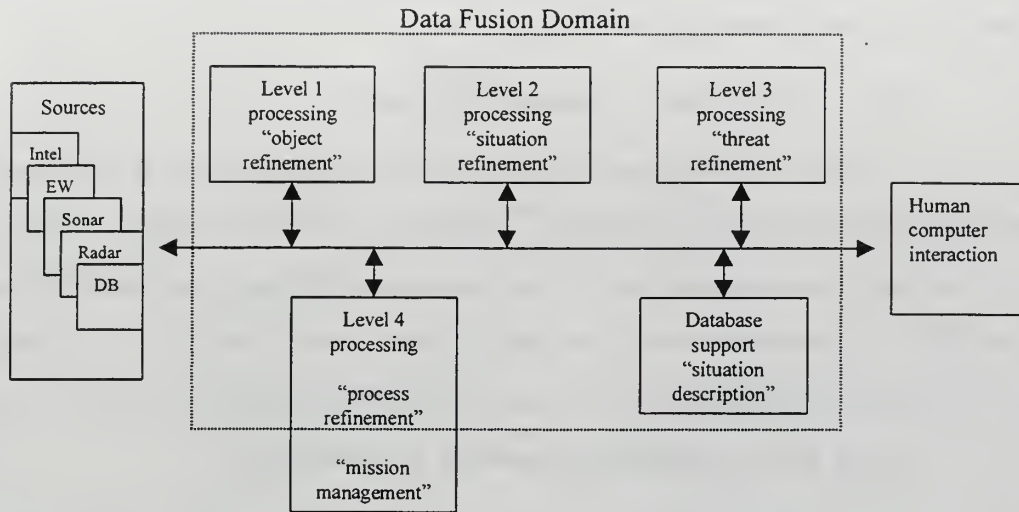 Data Fusion Domain
Sources
Intel
EW
Sonar
Radar
DB
Level 1
processing
“object
refinement”
Level 2
processing
“situation
refinement”
Level 3
processing
“threat
refinement”
Human
computer
interaction
Level 4
processing
“process
refinement”
“mission
management”
Database
support
“situation
description”